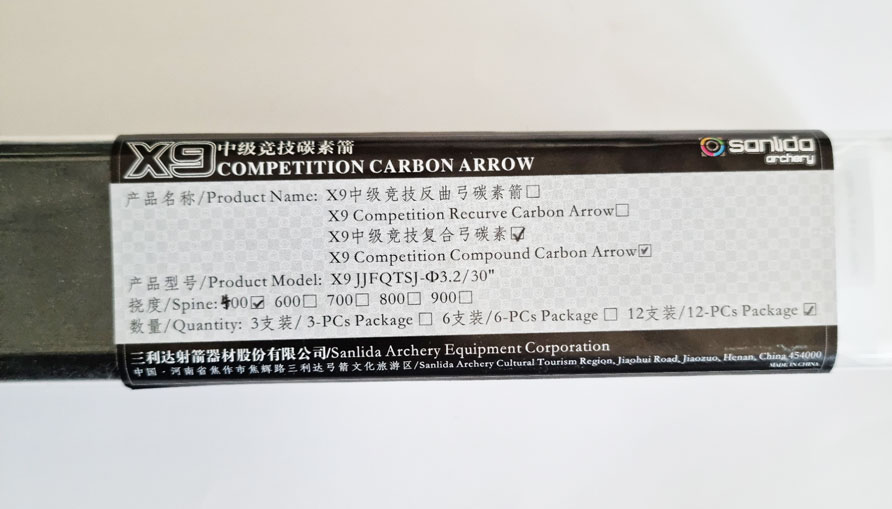 X9 中级竞技碳素箭
COMPETITION CARBON ARROW
sanlida
archery
产品名称/Product Name: X9中级竞技反曲弓碳素箭☐
X9 Competition Recurve Carbon Arrow☐
X9中级竞技复合弓碳素☑
X9 Competition Compound Carbon Arrow☑
产品型号/Product Model: X9 JJFQTSJ-Φ3.2/30"
挠度/Spine: 400☑ 600☐ 700☐ 800☐ 900☐
数量/Quantity: 3支装/ 3-PCs Package ☐ 6支装/6-PCs Package ☐ 12支装/12-PCs Package ☑
三利达射箭器材股份有限公司/Sanlida Archery Equipment Corporation
中国·河南省焦作市焦辉路三利达弓箭文化旅游区/Sanlida Archery Cultural Tourism Region, Jiaohui Road, Jiaozuo, Henan, China 454000
MADE IN CHINA